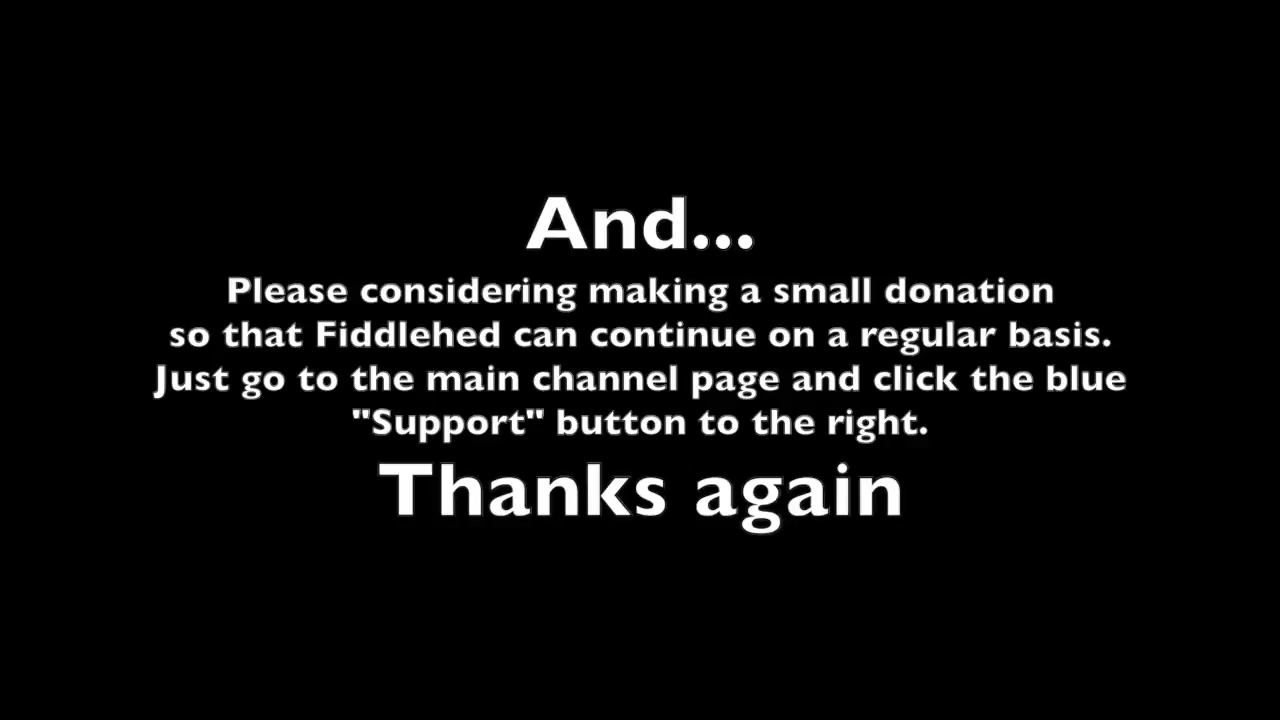 And...
Please considering making a small donation
so that Fiddlehed can continue on a regular basis.
Just go to the main channel page and click the blue
"Support" button to the right.
Thanks again